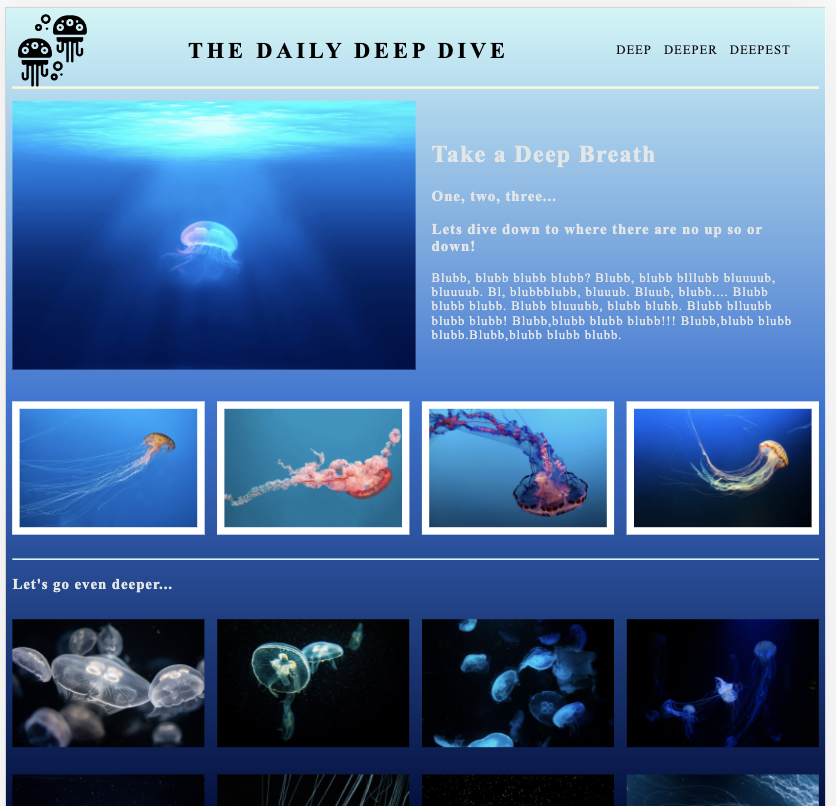 THE DAILY DEEP DIVE
DEEP DEEPER DEEPEST
Take a Deep Breath
One, two, three...
Lets dive down to where there are no up so or
down!
Blubb, blubb blubb blubb? Blubb, blubb blllubb bluuuub,
bluuuub. Bl, blubbblubb, bluuub. Bluub, blubb.... Blubb
blubb blubb. Blubb bluuubb, blubb blubb. Blubb blluubb
blubb blubb! Blubb,blubb blubb blubb!!! Blubb,blubb blubb
blubb.Blubb,blubb blubb blubb.
Let's go even deeper...